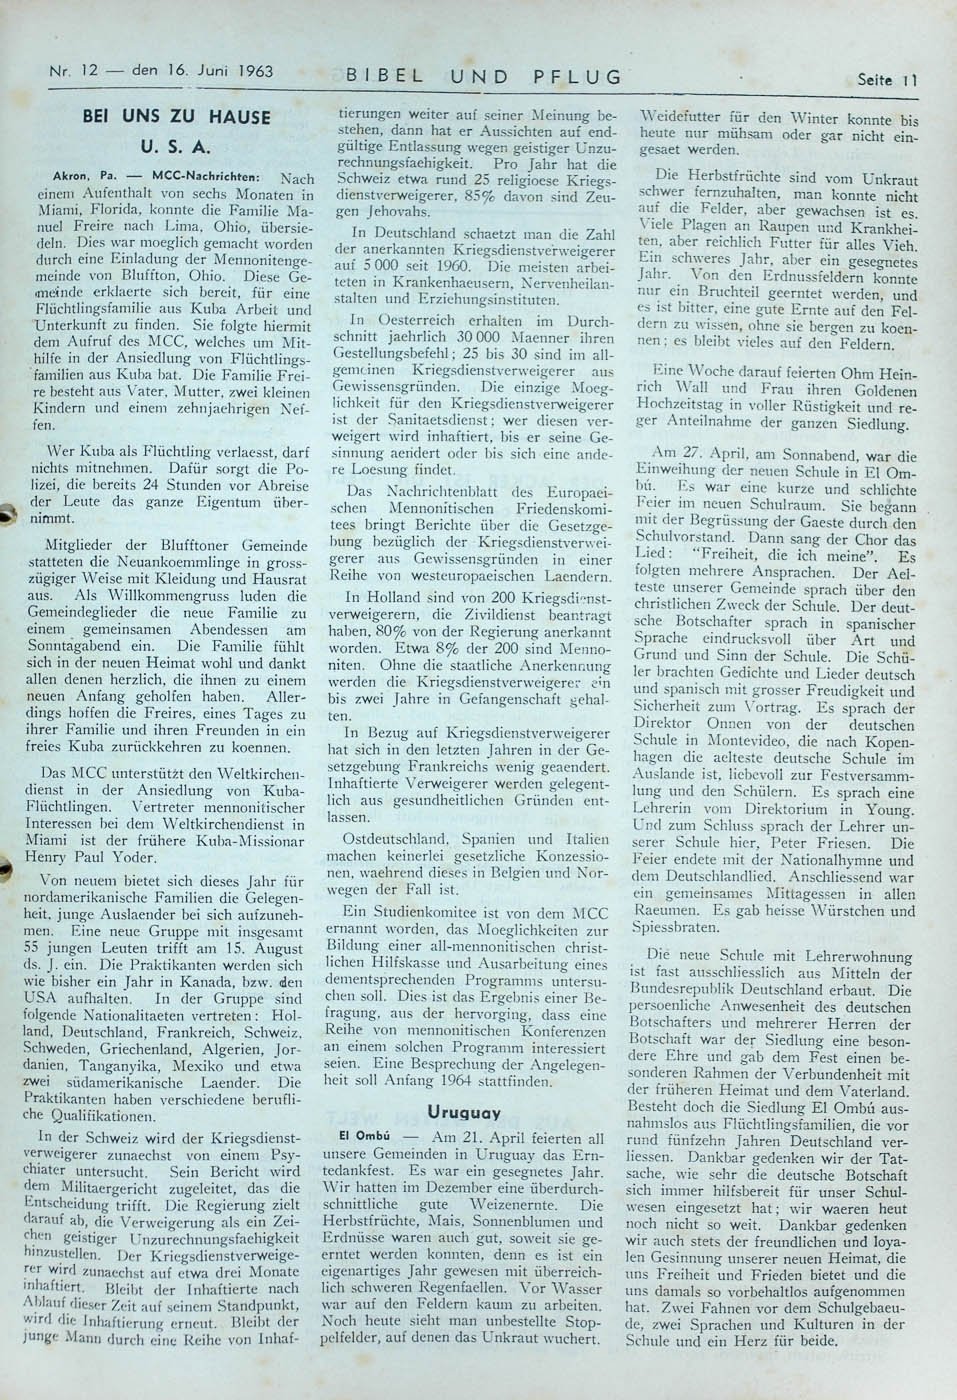 Nr. 12 — den 16. Juni 1963
BIBEL UND PFLUG
Seite 11
BEI UNS ZU HAUSE
U. S. A.
Akron, Pa. — MCC-Nachrichten: Nach
einem Aufenthalt von sechs Monaten in
Miami, Florida, konnte die Familie Ma-
nuel Freire nach Lima, Ohio, übersie-
deln. Dies war moeglich gemacht worden
durch eine Einladung der Mennonitenge-
meinde von Bluffton, Ohio. Diese Ge-
meinde erklaerte sich bereit, für eine
Flüchtlingsfamilie aus Kuba Arbeit und
Unterkunft zu finden. Sie folgte hiermit
dem Aufruf des MCC, welches um Mit-
hilfe in der Ansiedlung von Flüchtlings-
familien aus Kuba bat. Die Familie Frei-
re besteht aus Vater, Mutter, zwei kleinen
Kindern und einem zehnjaehrigen Nef-
fen.
Wer Kuba als Flüchtling verlaesst, darf
nichts mitnehmen. Dafür sorgt die Po-
lizei, die bereits 24 Stunden vor Abreise
der Leute das ganze Eigentum über-
nimmt.
Mitglieder der Blufftoner Gemeinde
statteten die Neuankoemmlinge in gross-
zügiger Weise mit Kleidung und Hausrat
aus. Als Willkommengruss luden die
Gemeindeglieder die neue Familie zu
einem gemeinsamen Abendessen am
Sonntagabend ein. Die Familie fühlt
sich in der neuen Heimat wohl und dankt
allen denen herzlich, die ihnen zu einem
neuen Anfang geholfen haben. Aller-
dings hoffen die Freires, eines Tages zu
ihrer Familie und ihren Freunden in ein
freies Kuba zurückkehren zu koennen.
Das MCC unterstützt den Weltkirchen-
dienst in der Ansiedlung von Kuba-
Flüchtlingen. Vertreter mennonitischer
Interessen bei dem Weltkirchendienst in
Miami ist der frühere Kuba-Missionar
Henry Paul Yoder.
Von neuem bietet sich dieses Jahr für
nordamerikanische Familien die Gelegen-
heit, junge Auslaender bei sich aufzuneh-
men. Eine neue Gruppe mit insgesamt
55 jungen Leuten trifft am 15. August
ds. J. ein. Die Praktikanten werden sich
wie bisher ein Jahr in Kanada, bzw. den
USA aufhalten. In der Gruppe sind
folgende Nationalitaeten vertreten: Hol-
land, Deutschland, Frankreich, Schweiz,
Schweden, Griechenland, Algerien, Jor-
danien, Tanganyika, Mexiko und etwa
zwei südamerikanische Laender. Die
Praktikanten haben verschiedene berufli-
che Qualifikationen.
In der Schweiz wird der Kriegsdienst-
verweigerer zunaechst von einem Psy-
chiater untersucht. Sein Bericht wird
dem Militaergericht zugeleitet, das die
Entscheidung trifft. Die Regierung zielt
darauf ab, die Verweigerung als ein Zei-
chen geistiger Unzurechnungsfaehigkeit
hinzustellen. Der Kriegsdienstverweige-
rer wird zunaechst auf etwa drei Monate
inhaftiert. Bleibt der Inhaftierte nach
Ablauf dieser Zeit auf seinem Standpunkt,
wird die Inhaftierung erneut. Bleibt der
junge Mann durch eine Reihe von Inhaf-
tierungen weiter auf seiner Meinung be-
stehen, dann hat er Aussichten auf end-
gültige Entlassung wegen geistiger Unzu-
rechnungsfaehigkeit. Pro Jahr hat die
Schweiz etwa rund 25 religioese Kriegs-
dienstverweigerer, 85% davon sind Zeu-
gen Jehovahs.
In Deutschland schaetzt man die Zahl
der anerkannten Kriegsdienstverweigerer
auf 5 000 seit 1960. Die meisten arbei-
teten in Krankenhaeusern, Nervenheilan-
stalten und Erziehungsinstituten.
In Oesterreich erhalten im Durch-
schnitt jaehrlich 30 000 Maenner ihren
Gestellungsbefehl; 25 bis 30 sind im all-
gemeinen Kriegsdienstverweigerer aus
Gewissensgründen. Die einzige Moeg-
lichkeit für den Kriegsdienstverweigerer
ist der Sanitaetsdienst; wer diesen ver-
weigert wird inhaftiert, bis er seine Ge-
sinnung aendert oder bis sich eine ande-
re Loesung findet.
Das Nachrichtenblatt des Europaei-
schen Mennonitischen Friedenskomi-
tees bringt Berichte über die Gesetzge-
bung bezüglich der Kriegsdienstverwei-
gerer aus Gewissensgründen in einer
Reihe von westeuropaeischen Laendern.
In Holland sind von 200 Kriegsdienst-
verweigerern, die Zivildienst beantragt
haben, 80% von der Regierung anerkannt
worden. Etwa 8% der 200 sind Menno-
niten. Ohne die staatliche Anerkennung
werden die Kriegsdienstverweigerer ein
bis zwei Jahre in Gefangenschaft gehal-
ten.
In Bezug auf Kriegsdienstverweigerer
hat sich in den letzten Jahren in der Ge-
setzgebung Frankreichs wenig geaendert.
Inhaftierte Verweigerer werden gelegent-
lich aus gesundheitlichen Gründen ent-
lassen.
Ostdeutschland, Spanien und Italien
machen keinerlei gesetzliche Konzessio-
nen, waehrend dieses in Belgien und Nor-
wegen der Fall ist.
Ein Studienkomitee ist von dem MCC
ernannt worden, das Moeglichkeiten zur
Bildung einer all-mennonitischen christ-
lichen Hilfskasse und Ausarbeitung eines
dementsprechenden Programms untersu-
chen soll. Dies ist das Ergebnis einer Be-
fragung, aus der hervorging, dass eine
Reihe von mennonitischen Konferenzen
an einem solchen Programm interessiert
seien. Eine Besprechung der Angelegen-
heit soll Anfang 1964 stattfinden.
Uruguay
El Ombú — Am 21. April feierten all
unsere Gemeinden in Uruguay das Ern-
tedankfest. Es war ein gesegnetes Jahr.
Wir hatten im Dezember eine überdurch-
schnittliche gute Weizenernte. Die
Herbstfrüchte, Mais, Sonnenblumen und
Erdnüsse waren auch gut, soweit sie ge-
erntet werden konnten, denn es ist ein
eigenartiges Jahr gewesen mit überreich-
lich schweren Regenfaellen. Vor Wasser
war auf den Feldern kaum zu arbeiten.
Noch heute sieht man unbestellte Stop-
pelfelder, auf denen das Unkraut wuchert.
Weidefutter für den Winter konnte bis
heute nur mühsam oder gar nicht ein-
gesaet werden.
Die Herbstfrüchte sind vom Unkraut
schwer fernzuhalten, man konnte nicht
auf die Felder, aber gewachsen ist es.
Viele Plagen an Raupen und Krankhei-
ten, aber reichlich Futter für alles Vieh.
Ein schweres Jahr, aber ein gesegnetes
Jahr. Von den Erdnussfeldern konnte
nur ein Bruchteil geerntet werden, und
es ist bitter, eine gute Ernte auf den Fel-
dern zu wissen, ohne sie bergen zu koen-
nen; es bleibt vieles auf den Feldern.
Eine Woche darauf feierten Ohm Hein-
rich Wall und Frau ihren Goldenen
Hochzeitstag in voller Rüstigkeit und re-
ger Anteilnahme der ganzen Siedlung.
Am 27. April, am Sonnabend, war die
Einweihung der neuen Schule in El Om-
bú. Es war eine kurze und schlichte
Feier im neuen Schulraum. Sie begann
mit der Begrüssung der Gaeste durch den
Schulvorstand. Dann sang der Chor das
Lied: "Freiheit, die ich meine". Es
folgten mehrere Ansprachen. Der Ael-
teste unserer Gemeinde sprach über den
christlichen Zweck der Schule. Der deut-
sche Botschafter sprach in spanischer
Sprache eindrucksvoll über Art und
Grund und Sinn der Schule. Die Schü-
ler brachten Gedichte und Lieder deutsch
und spanisch mit grosser Freudigkeit und
Sicherheit zum Vortrag. Es sprach der
Direktor Onnen von der deutschen
Schule in Montevideo, die nach Kopen-
hagen die aelteste deutsche Schule im
Auslande ist, liebevoll zur Festversamm-
lung und den Schülern. Es sprach eine
Lehrerin vom Direktorium in Young.
Und zum Schluss sprach der Lehrer un-
serer Schule hier, Peter Friesen. Die
Feier endete mit der Nationalhymne und
dem Deutschlandlied. Anschliessend war
ein gemeinsames Mittagessen in allen
Raeumen. Es gab heisse Würstchen und
Spiessbraten.
Die neue Schule mit Lehrerwohnung
ist fast ausschliesslich aus Mitteln der
Bundesrepublik Deutschland erbaut. Die
persoenliche Anwesenheit des deutschen
Botschafters und mehrerer Herren der
Botschaft war der Siedlung eine beson-
dere Ehre und gab dem Fest einen be-
sonderen Rahmen der Verbundenheit mit
der früheren Heimat und dem Vaterland.
Besteht doch die Siedlung El Ombú aus-
nahmslos aus Flüchtlingsfamilien, die vor
rund fünfzehn Jahren Deutschland ver-
liessen. Dankbar gedenken wir der Tat-
sache, wie sehr die deutsche Botschaft
sich immer hilfsbereit für unser Schul-
wesen eingesetzt hat; wir waeren heut
noch nicht so weit. Dankbar gedenken
wir auch stets der freundlichen und loya-
len Gesinnung unserer neuen Heimat, die
uns Freiheit und Frieden bietet und die
uns damals so vorbehaltlos aufgenommen
hat. Zwei Fahnen vor dem Schulgebaeu-
de, zwei Sprachen und Kulturen in der
Schule und ein Herz für beide.